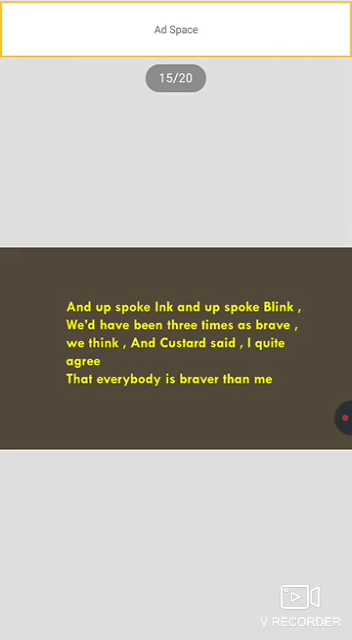 Ad Space
15/20
And up spoke Ink and up spoke Blink ,
We'd have been three times as brave ,
we think , And Custard said , I quite
agree
That everybody is braver than me
V RECORDER